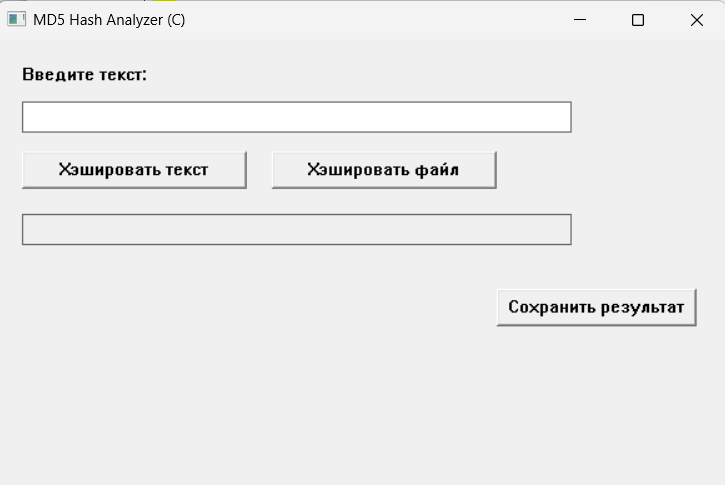 MD5 Hash Analyzer (C)
Введите текст:
Хэшировать текст
Хэшировать файл
Сохранить результат